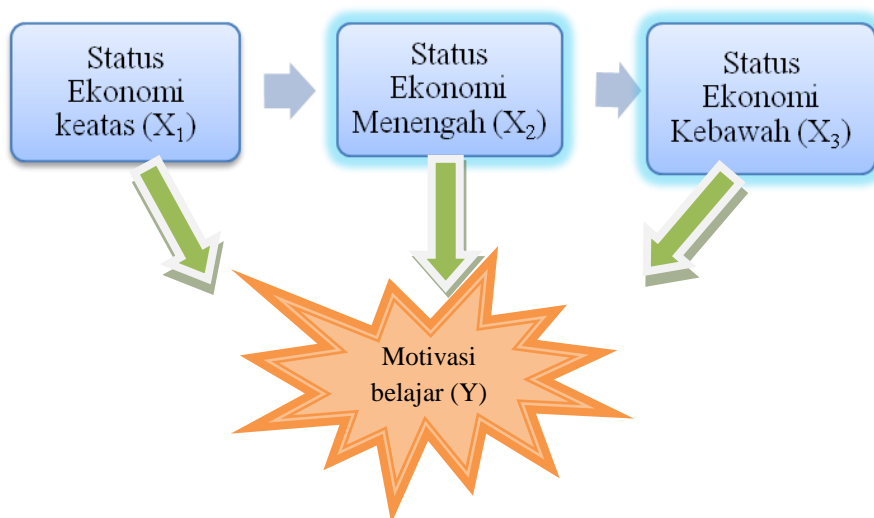 Status
Ekonomi
keatas (X₁)
Status
Ekonomi
Menengah (X₂)
Status
Ekonomi
Kebawah (X₃)
Motivasi
belajar (Y)